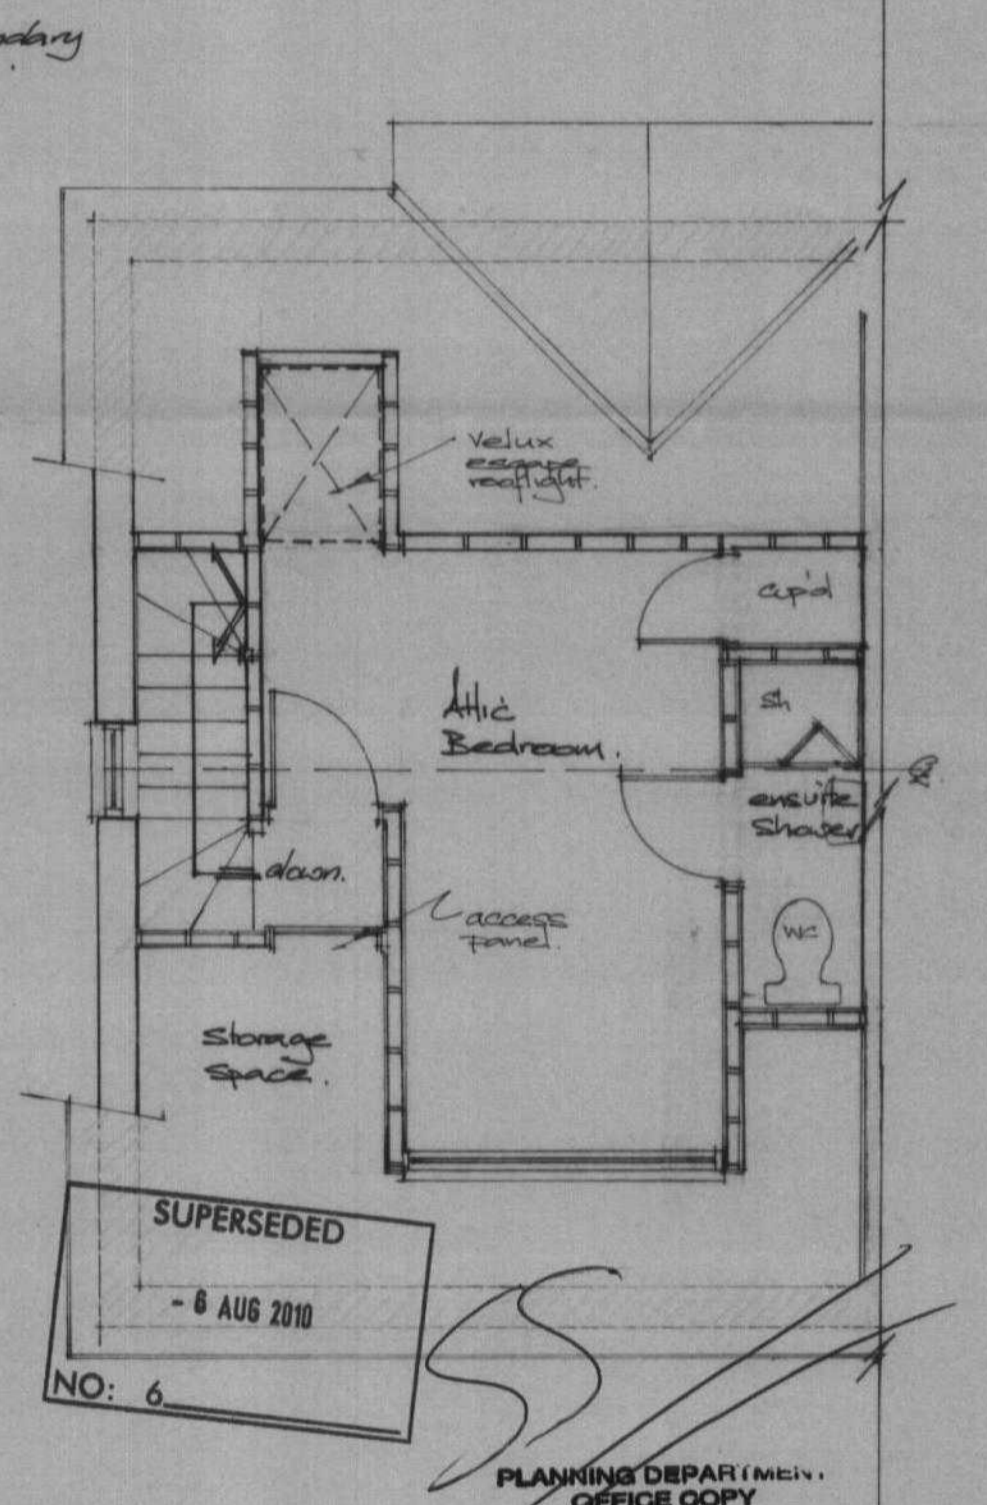 Velux
escape
rooflight.
cup'd
Attic
Bedroom.
Sh
ensuite
Shower
down.
access
panel.
WC
Storage
Space.
SUPERSEDED
- 6 AUG 2010
NO: 6
PLANNING DEPARTMENT
OFFICE COPY